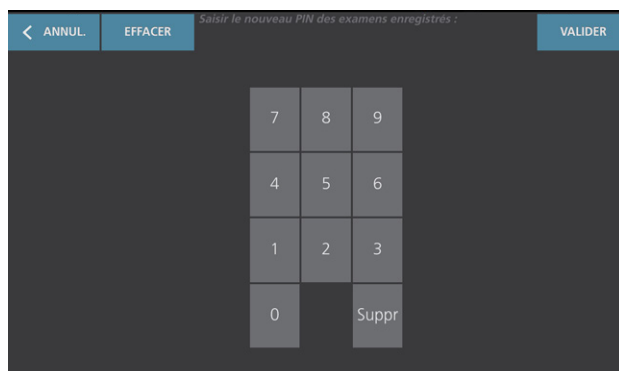 Saisir le nouveau PIN des examens enregistrés :
ANNUL. EFFACER VALIDER
7 8 9
4 5 6
1 2 3
0 Suppr